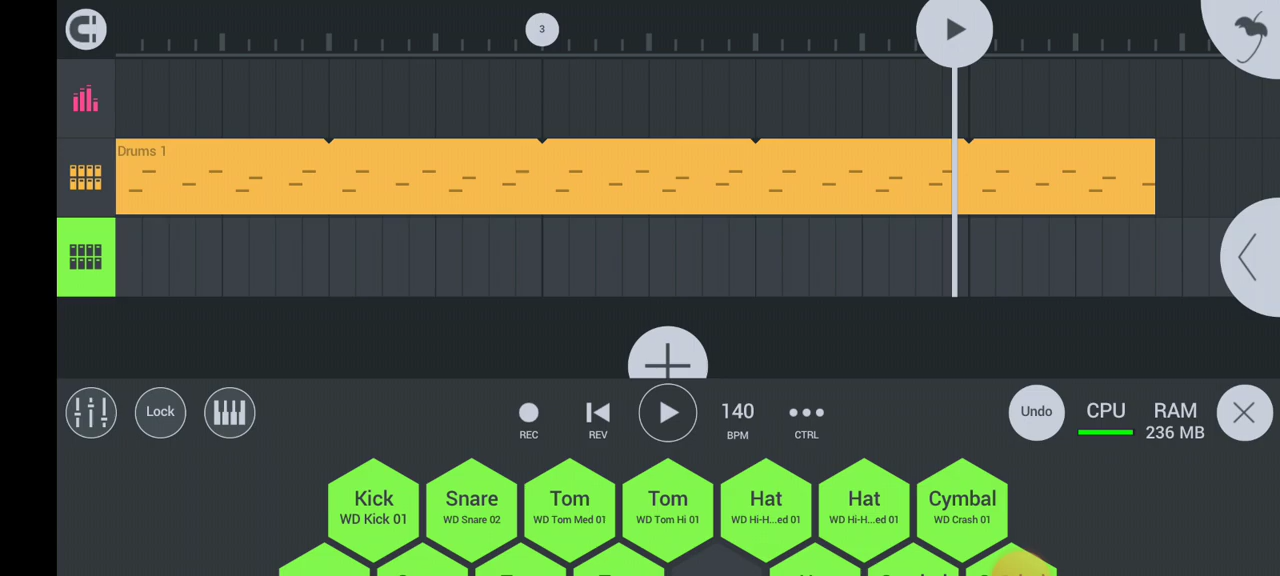 3
Drums 1
Lock
REC
REV
140
BPM
CTRL
Undo
CPU
RAM
236 MB
Kick
WD Kick 01
Snare
WD Snare 02
Tom
WD Tom Med 01
Tom
WD Tom Hi 01
Hat
WD Hi-H...ed 01
Hat
WD Hi-H...ed 01
Cymbal
WD Crash 01